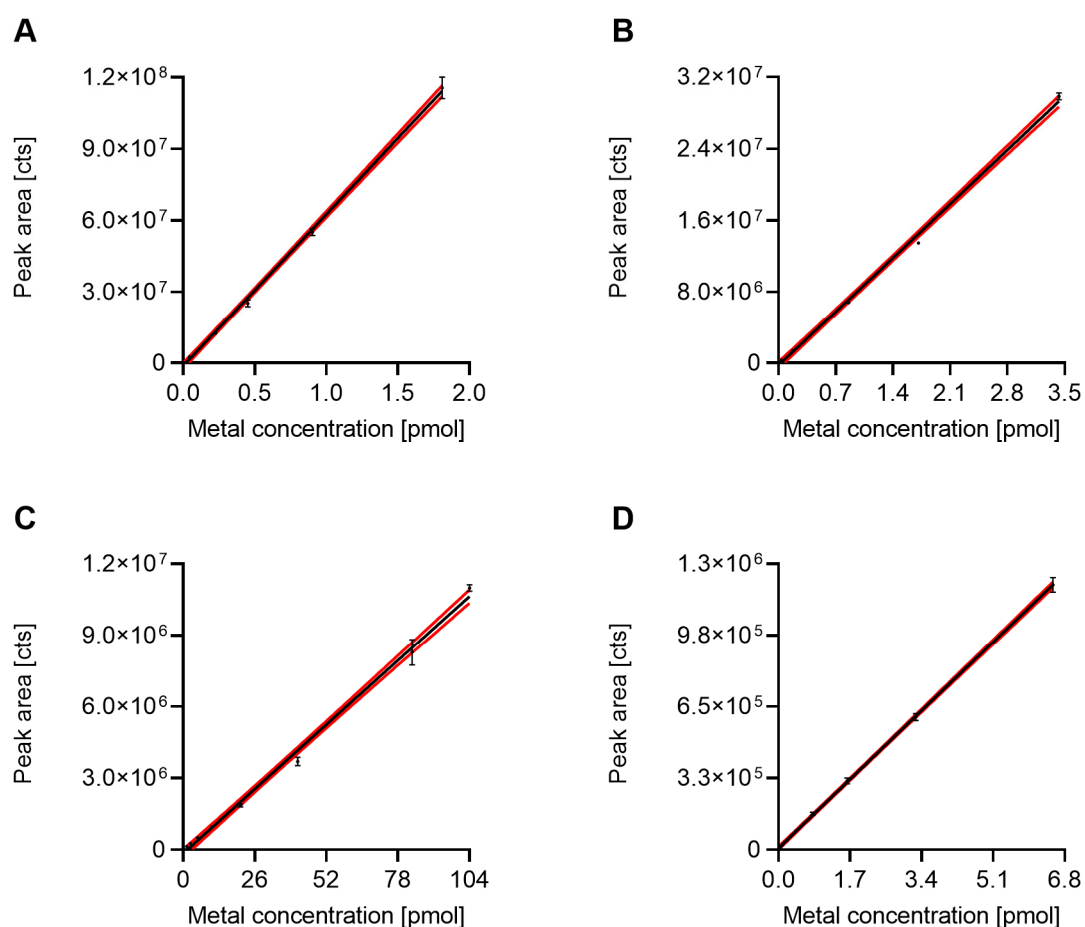 A
Peak area [cts]
1.2×10⁸
9.0×10⁷
6.0×10⁷
3.0×10⁷
0
0.0 0.5 1.0 1.5 2.0
Metal concentration [pmol]
B
Peak area [cts]
3.2×10⁷
2.4×10⁷
1.6×10⁷
8.0×10⁶
0
0.0 0.7 1.4 2.1 2.8 3.5
Metal concentration [pmol]
C
Peak area [cts]
1.2×10⁷
9.0×10⁶
6.0×10⁶
3.0×10⁶
0
0 26 52 78 104
Metal concentration [pmol]
D
Peak area [cts]
1.3×10⁶
9.8×10⁵
6.5×10⁵
3.3×10⁵
0
0.0 1.7 3.4 5.1 6.8
Metal concentration [pmol]